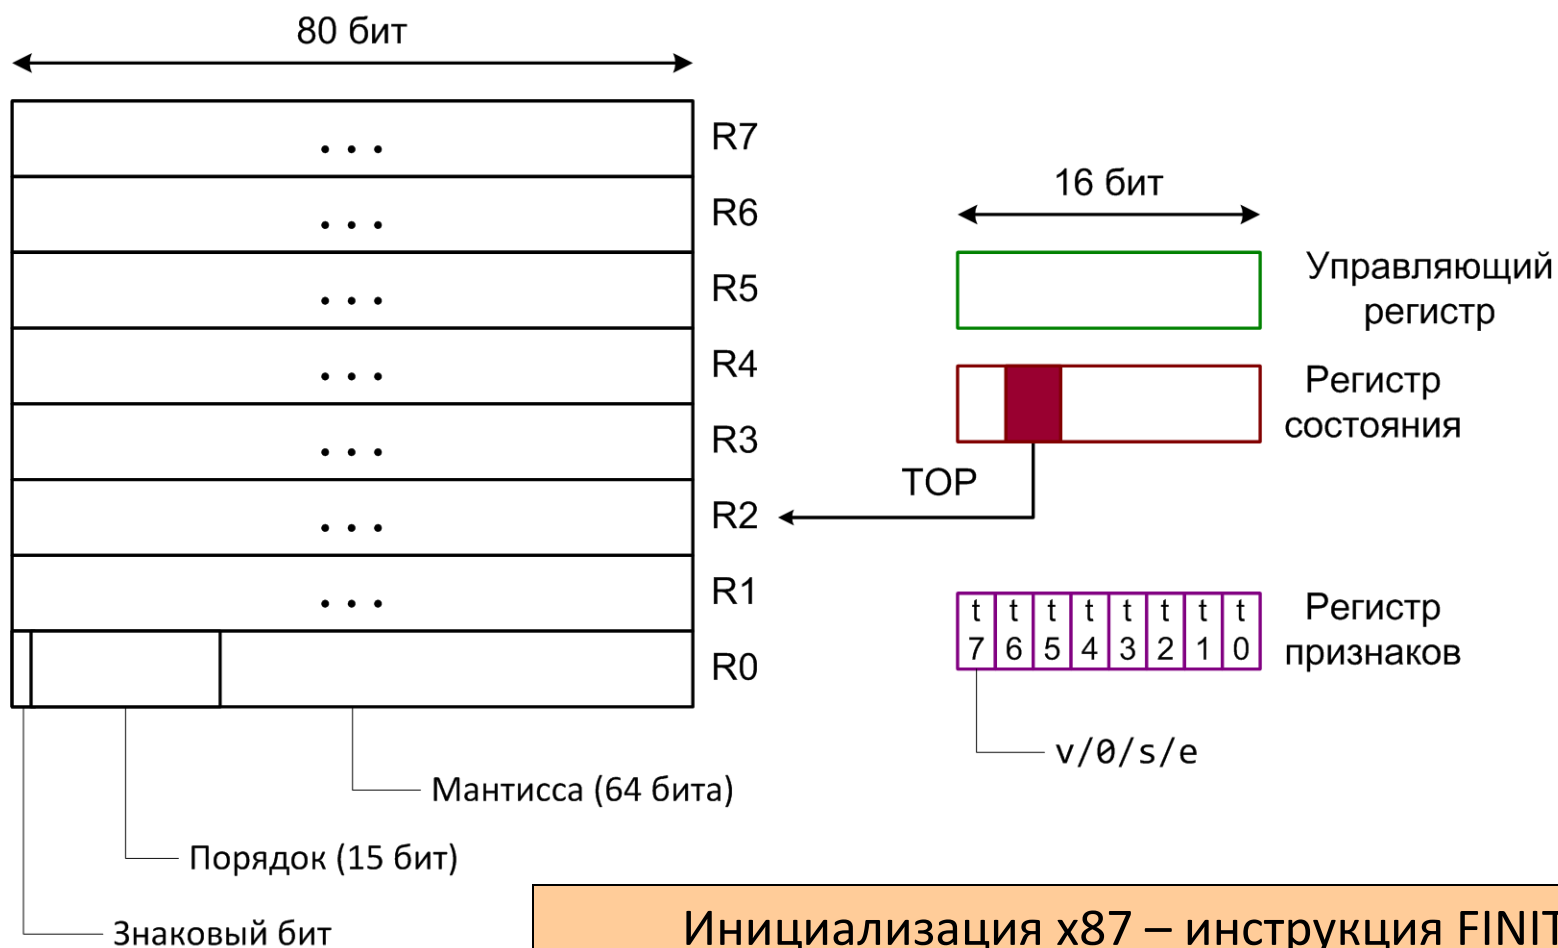 80 бит
. . .
R7
. . .
R6
. . .
R5
. . .
R4
. . .
R3
. . .
R2
. . .
R1
R0
Мантисса (64 бита)
Порядок (15 бит)
Знаковый бит
16 бит
Управляющий
регистр
Регистр
состояния
TOP
t t t t t t t t
7 6 5 4 3 2 1 0
Регистр
признаков
v/0/s/e
Инициализация x87 – инструкция FINIT